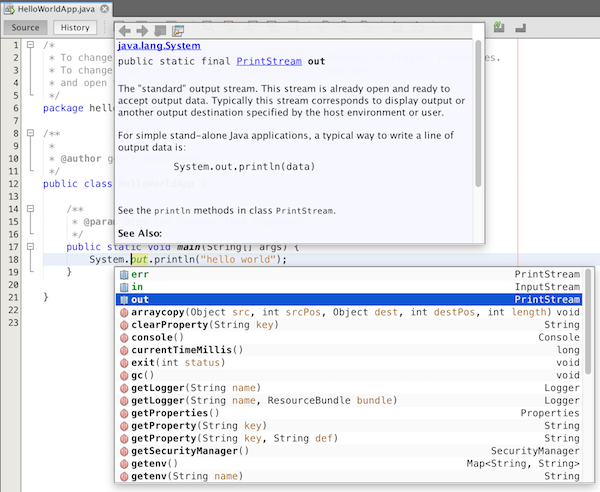 HelloWorldApp.java
Source History
1 /*
2 * To change
3 * To change
4 * and open
5 */
6 package hello
7
8 /**
9 *
10 * @author g
11 */
12 public class
13
14 /**
15 * @para
16 */
17 public static void main(String[] args) {
18 System.out.println("hello world");
19 }
20
21 }
22
23
java.lang.System
public static final PrintStream out
The "standard" output stream. This stream is already open and ready to
accept output data. Typically this stream corresponds to display output or
another output destination specified by the host environment or user.
For simple stand-alone Java applications, a typical way to write a line of
output data is:
System.out.println(data)
See the println methods in class PrintStream.
See Also:
err PrintStream
in InputStream
out PrintStream
arraycopy(Object src, int srcPos, Object dest, int destPos, int length) void
clearProperty(String key) String
console() Console
currentTimeMillis() long
exit(int status) void
gc() void
getLogger(String name) Logger
getLogger(String name, ResourceBundle bundle) Logger
getProperties() Properties
getProperty(String key) String
getProperty(String key, String def) String
getSecurityManager() SecurityManager
getenv() Map<String, String>
getenv(String name) String